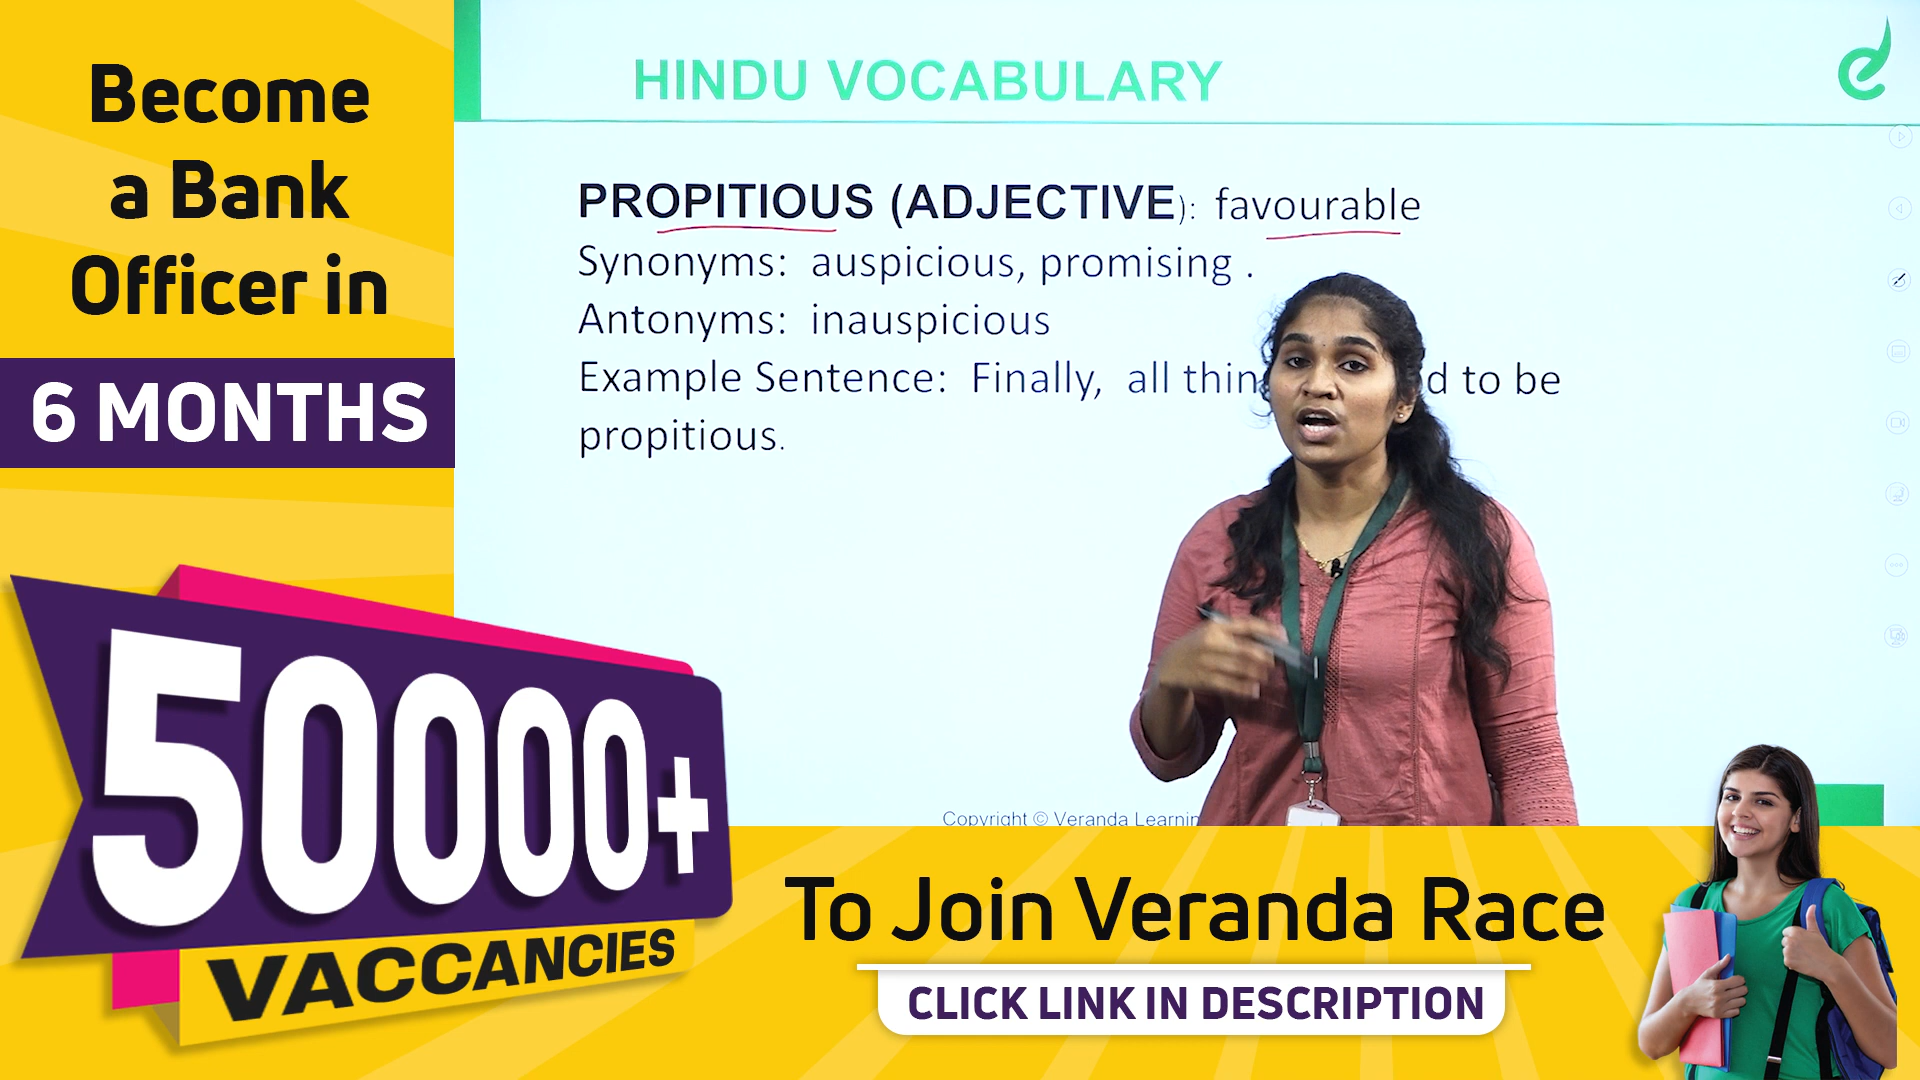 Become
a Bank
Officer in
6 MONTHS
50000+
VACCANCIES
HINDU VOCABULARY
PROPITIOUS (ADJECTIVE): favourable
Synonyms: auspicious, promising .
Antonyms: inauspicious
Example Sentence: Finally, all thin d to be
propitious.
Copyright © Veranda Learnin
To Join Veranda Race
CLICK LINK IN DESCRIPTION